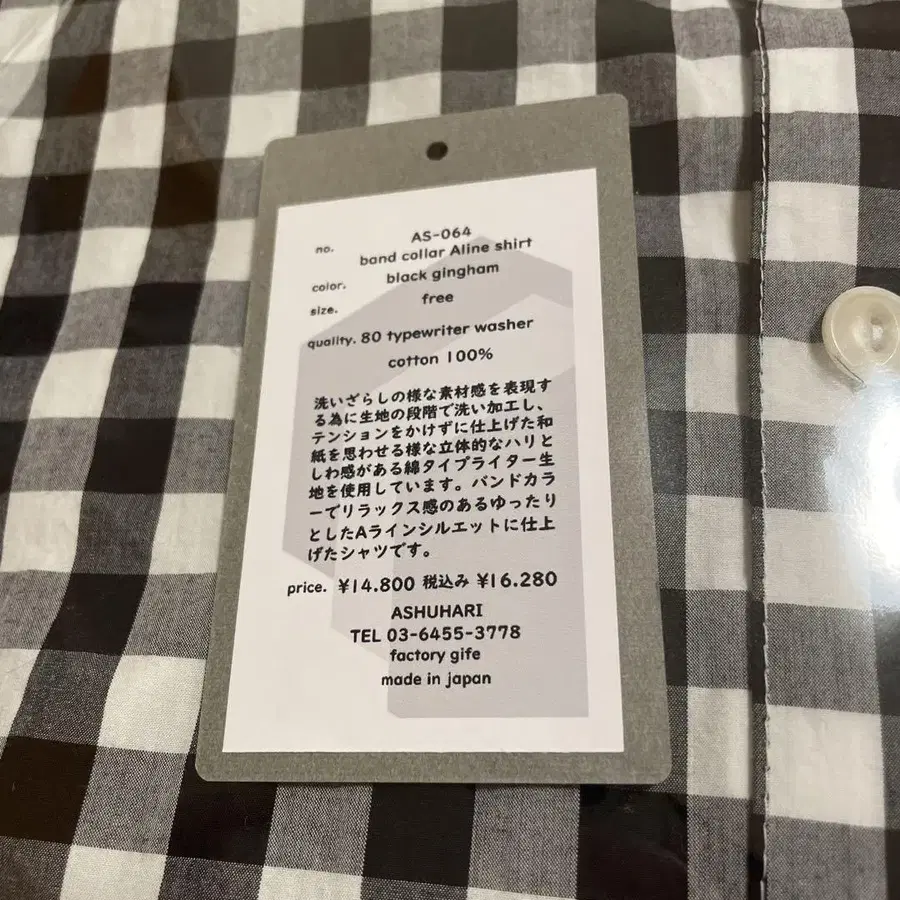 no. AS-064
band collar Aline shirt
color. black gingham
size. free
quality. 80 typewriter washer
cotton 100%
洗いざらしの様な素材感を表現す
る為に生地の段階で洗い加工し、
テンションをかけずに仕上げた和
紙を思わせる様な立体的なハリと
しわ感がある綿タイプライター生
地を使用しています。バンドカラ
ーでリラックス感のあるゆったり
としたAラインシルエットに仕上
げたシャツです。
price. ¥14.800 税込み ¥16.280
ASHUHARI
TEL 03-6455-3778
factory gife
made in japan